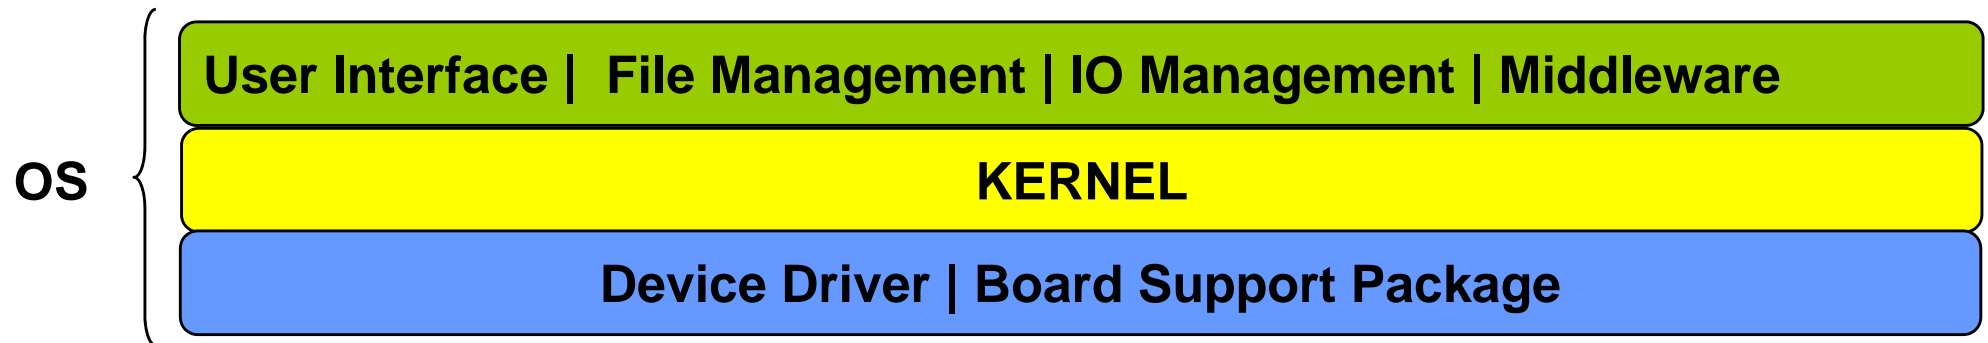 User Interface | File Management | IO Management | Middleware
OS
KERNEL
Device Driver | Board Support Package